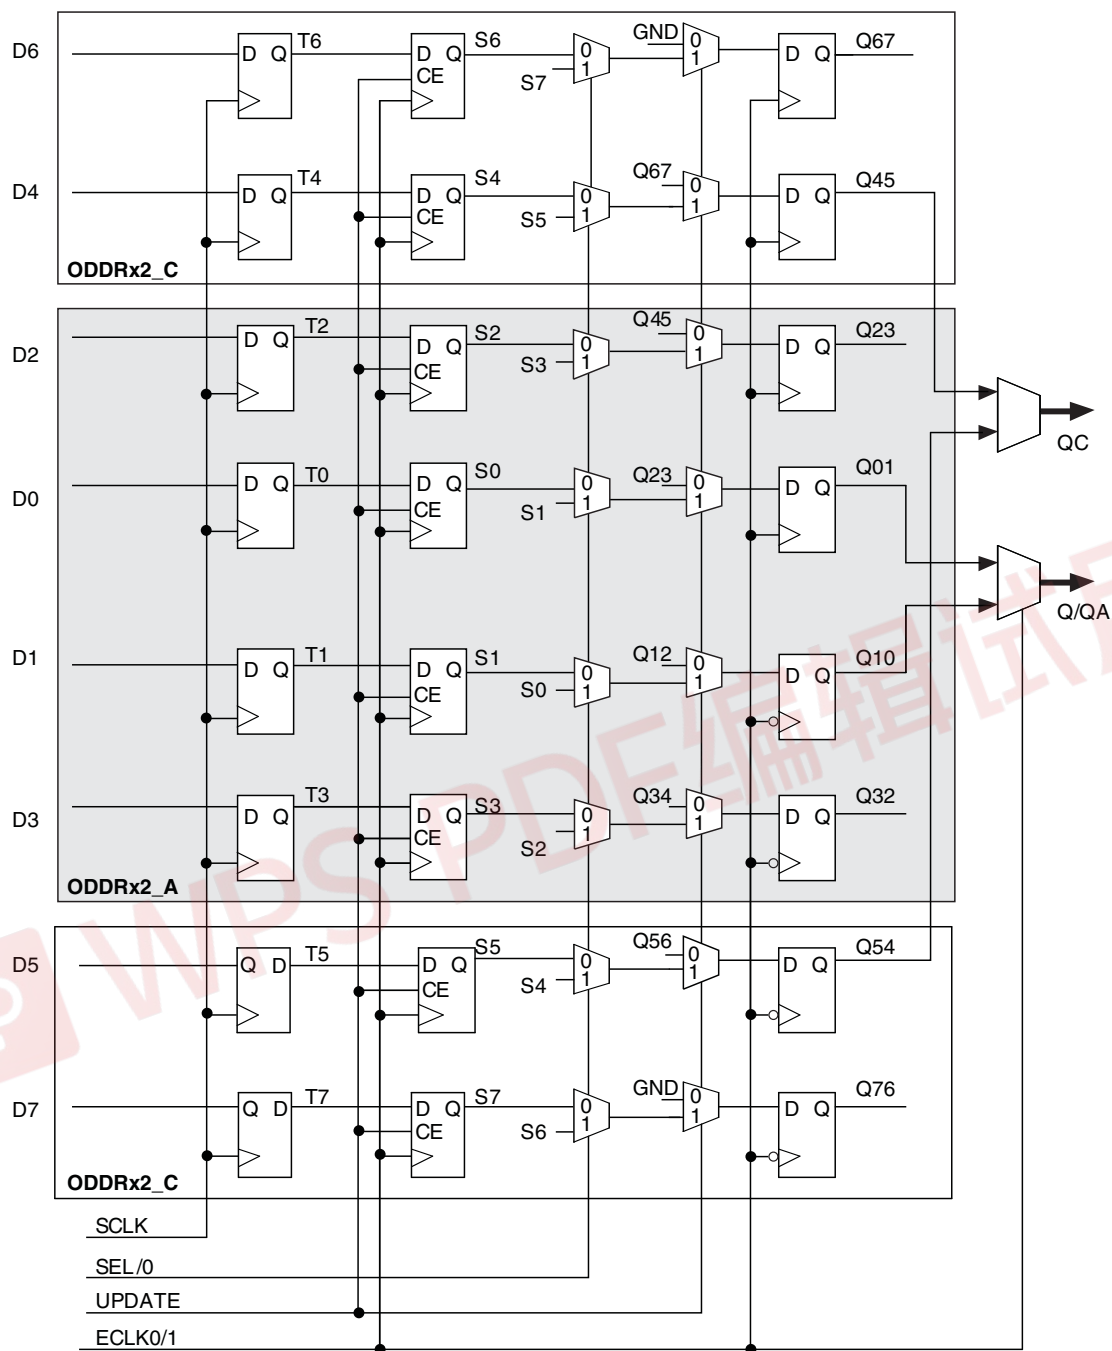 D6 D Q T6 D Q CE S6 0 1 S7 GND 0 1 D Q Q67
D4 D Q T4 D Q CE S4 0 1 S5 Q67 0 1 D Q Q45
ODDRx2_C
D2 D Q T2 D Q CE S2 0 1 S3 Q45 0 1 D Q Q23
QC
D0 D Q T0 D Q CE S0 0 1 S1 Q23 0 1 D Q Q01
Q/QA
D1 D Q T1 D Q CE S1 0 1 S0 Q12 0 1 D Q Q10
D3 D Q T3 D Q CE S3 0 1 S2 Q34 0 1 D Q Q32
ODDRx2_A
D5 Q D T5 D Q CE S5 0 1 S4 Q56 0 1 D Q Q54
D7 Q D T7 D Q CE S7 0 1 S6 GND 0 1 D Q Q76
ODDRx2_C
SCLK
SEL/0
UPDATE
ECLK0/1
WPS PDF编辑试